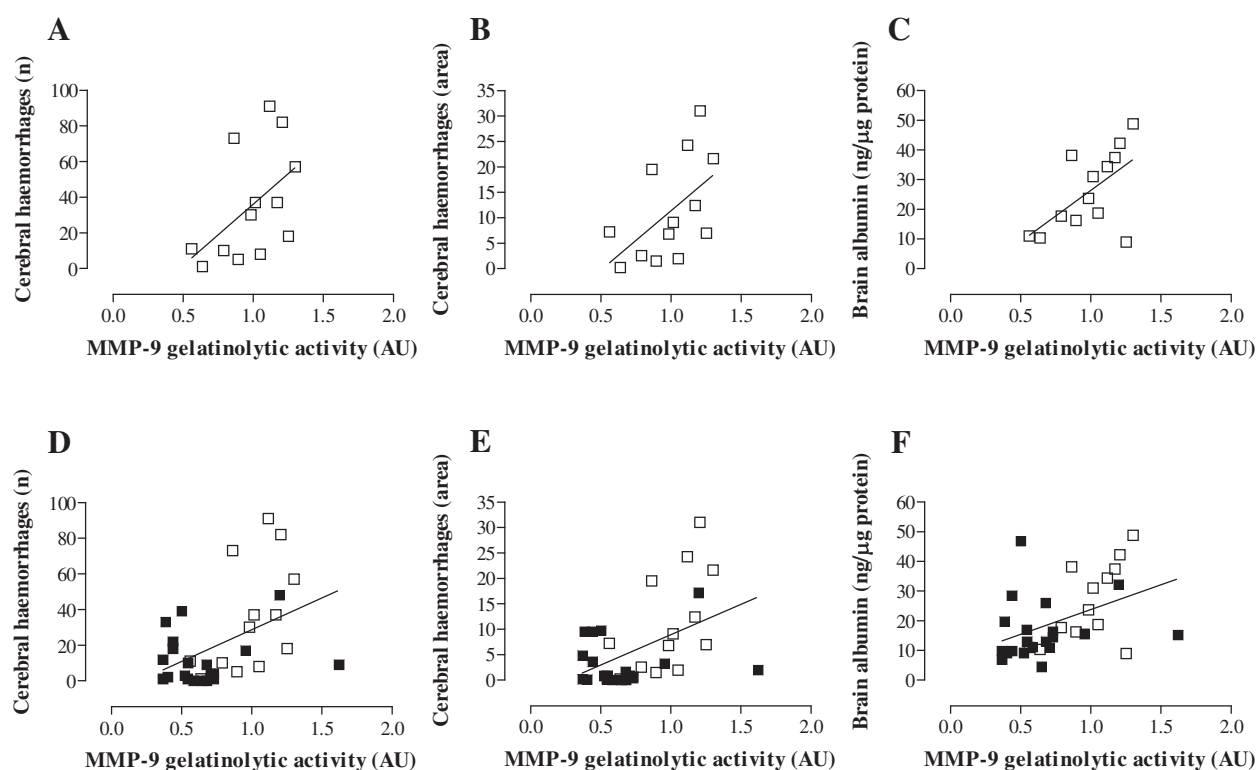 A
Cerebral haemorrhages (n)
100
80
60
40
20
0
0.0 0.5 1.0 1.5 2.0
MMP-9 gelatinolytic activity (AU)
B
Cerebral haemorrhages (area)
35
30
25
20
15
10
5
0
0.0 0.5 1.0 1.5 2.0
MMP-9 gelatinolytic activity (AU)
C
Brain albumin (ng/μg protein)
60
50
40
30
20
10
0
0.0 0.5 1.0 1.5 2.0
MMP-9 gelatinolytic activity (AU)
D
Cerebral haemorrhages (n)
100
80
60
40
20
0
0.0 0.5 1.0 1.5 2.0
MMP-9 gelatinolytic activity (AU)
E
Cerebral haemorrhages (area)
35
30
25
20
15
10
5
0
0.0 0.5 1.0 1.5 2.0
MMP-9 gelatinolytic activity (AU)
F
Brain albumin (ng/μg protein)
60
50
40
30
20
10
0
0.0 0.5 1.0 1.5 2.0
MMP-9 gelatinolytic activity (AU)